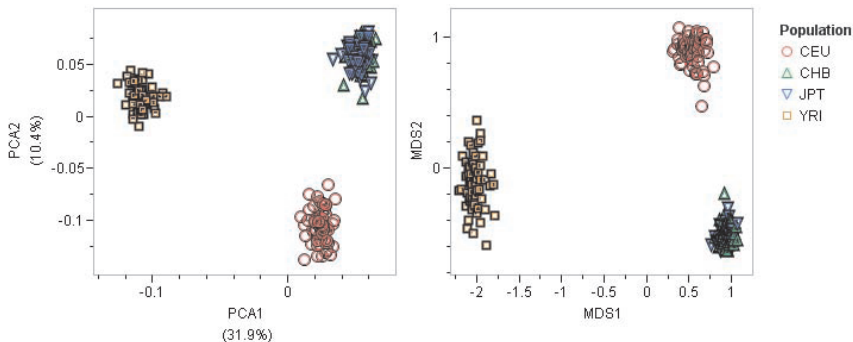 0.05
0
-0.05
-0.1
PCA2
(10.4%)
-0.1
0
PCA1
(31.9%)
1
0
MDS2
-2
-1.5
-1
-0.5
0
0.5
1
MDS1
Population
CEU
CHB
JPT
YRI